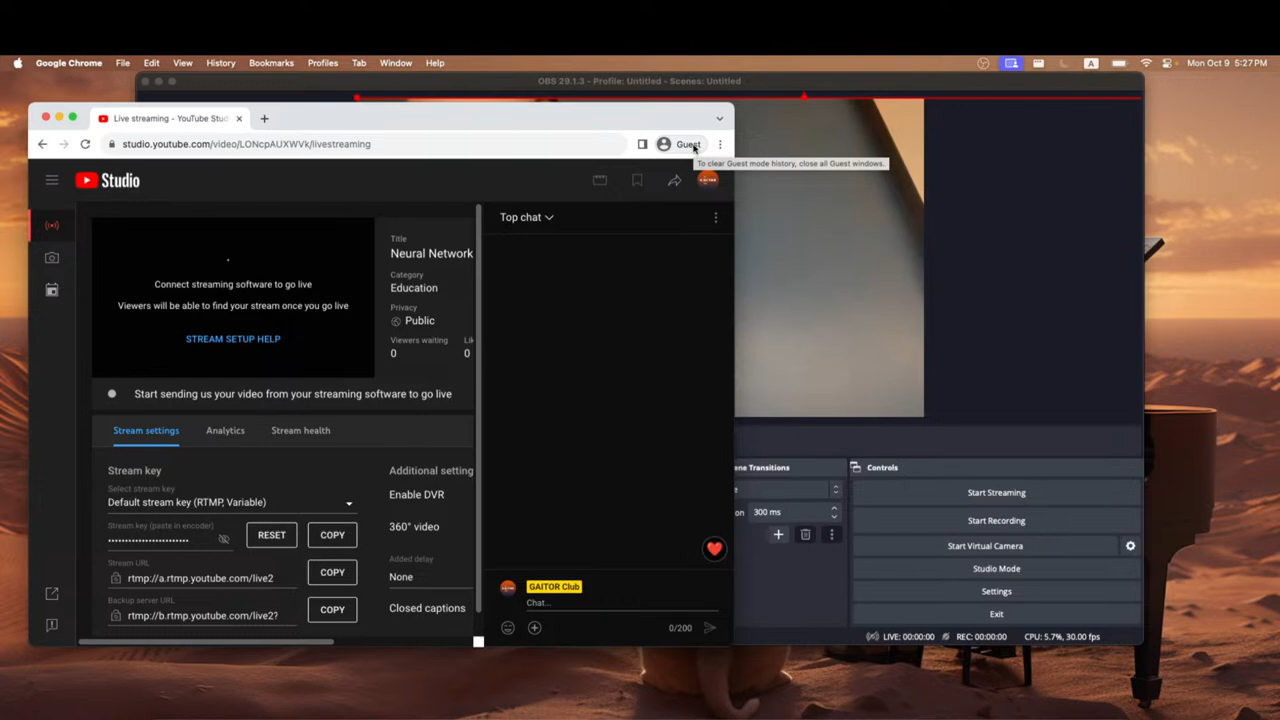 Google Chrome File Edit View History Bookmarks Profiles Tab Window Help A Mon Oct 9 5:27PM
OBS 29.1.3 - Profile: Untitled - Scenes: Untitled
Live streaming - YouTube Stud
studio.youtube.com/video/LONcpAUXWVk/livestreaming
Guest
To clear Guest mode history, close all Guest windows.
Studio
Top chat
Connect streaming software to go live
Viewers will be able to find your stream once you go live
STREAM SETUP HELP
Title
Neural Network
Category
Education
Privacy
Public
Viewers waiting
0
Lik
0
Start sending us your video from your streaming software to go live
Stream settings Analytics Stream health
Stream key
Select stream key
Default stream key (RTMP, Variable)
Stream key (paste in encoder)
•••••••••••••••••••••••
RESET
COPY
Stream URL
rtmp://a.rtmp.youtube.com/live2
COPY
Backup server URL
rtmp://b.rtmp.youtube.com/live2?
COPY
Additional setting
Enable DVR
360° video
Added delay
None
Closed captions
GAITOR Club
Chat...
0/200
ene Transitions
e
on 300 ms
Controls
Start Streaming
Start Recording
Start Virtual Camera
Studio Mode
Settings
Exit
LIVE: 00:00:00 REC: 00:00:00 CPU: 5.7%, 30.00 fps